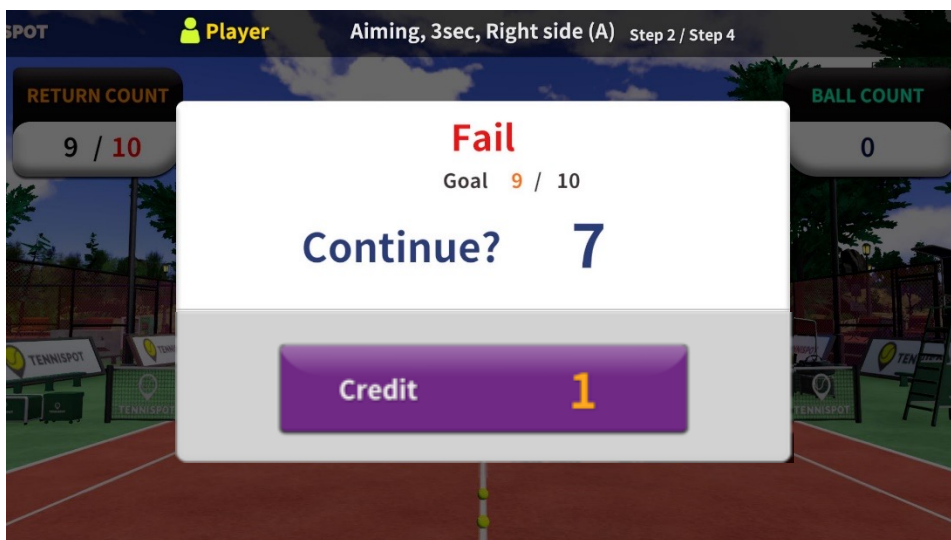 SPOT
Player
Aiming, 3sec, Right side (A) Step 2 / Step 4
RETURN COUNT
9 / 10
BALL COUNT
0
Fail
Goal 9 / 10
Continue? 7
Credit 1
TENNISPOT
TENNISPOT
TENNISPOT